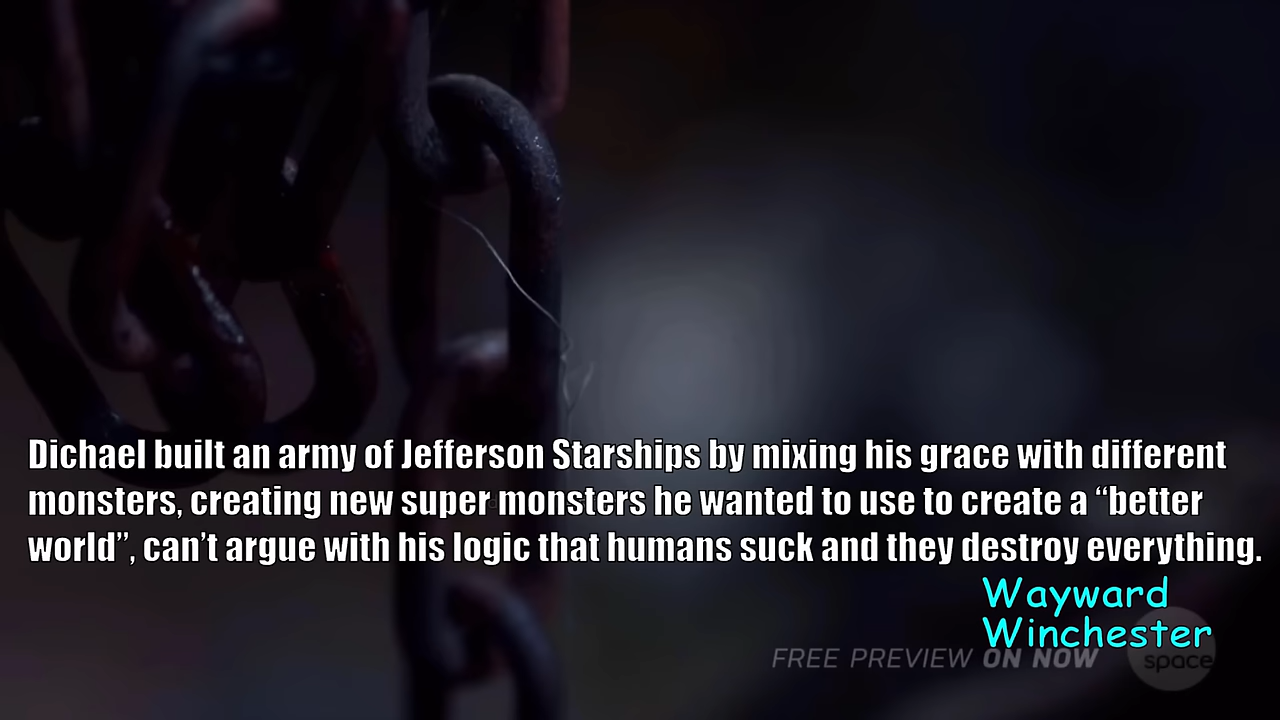 Dichael built an army of Jefferson Starships by mixing his grace with different
monsters, creating new super monsters he wanted to use to create a “better
world”, can’t argue with his logic that humans suck and they destroy everything.
Wayward
Winchester
FREE PREVIEW ON NOW
space